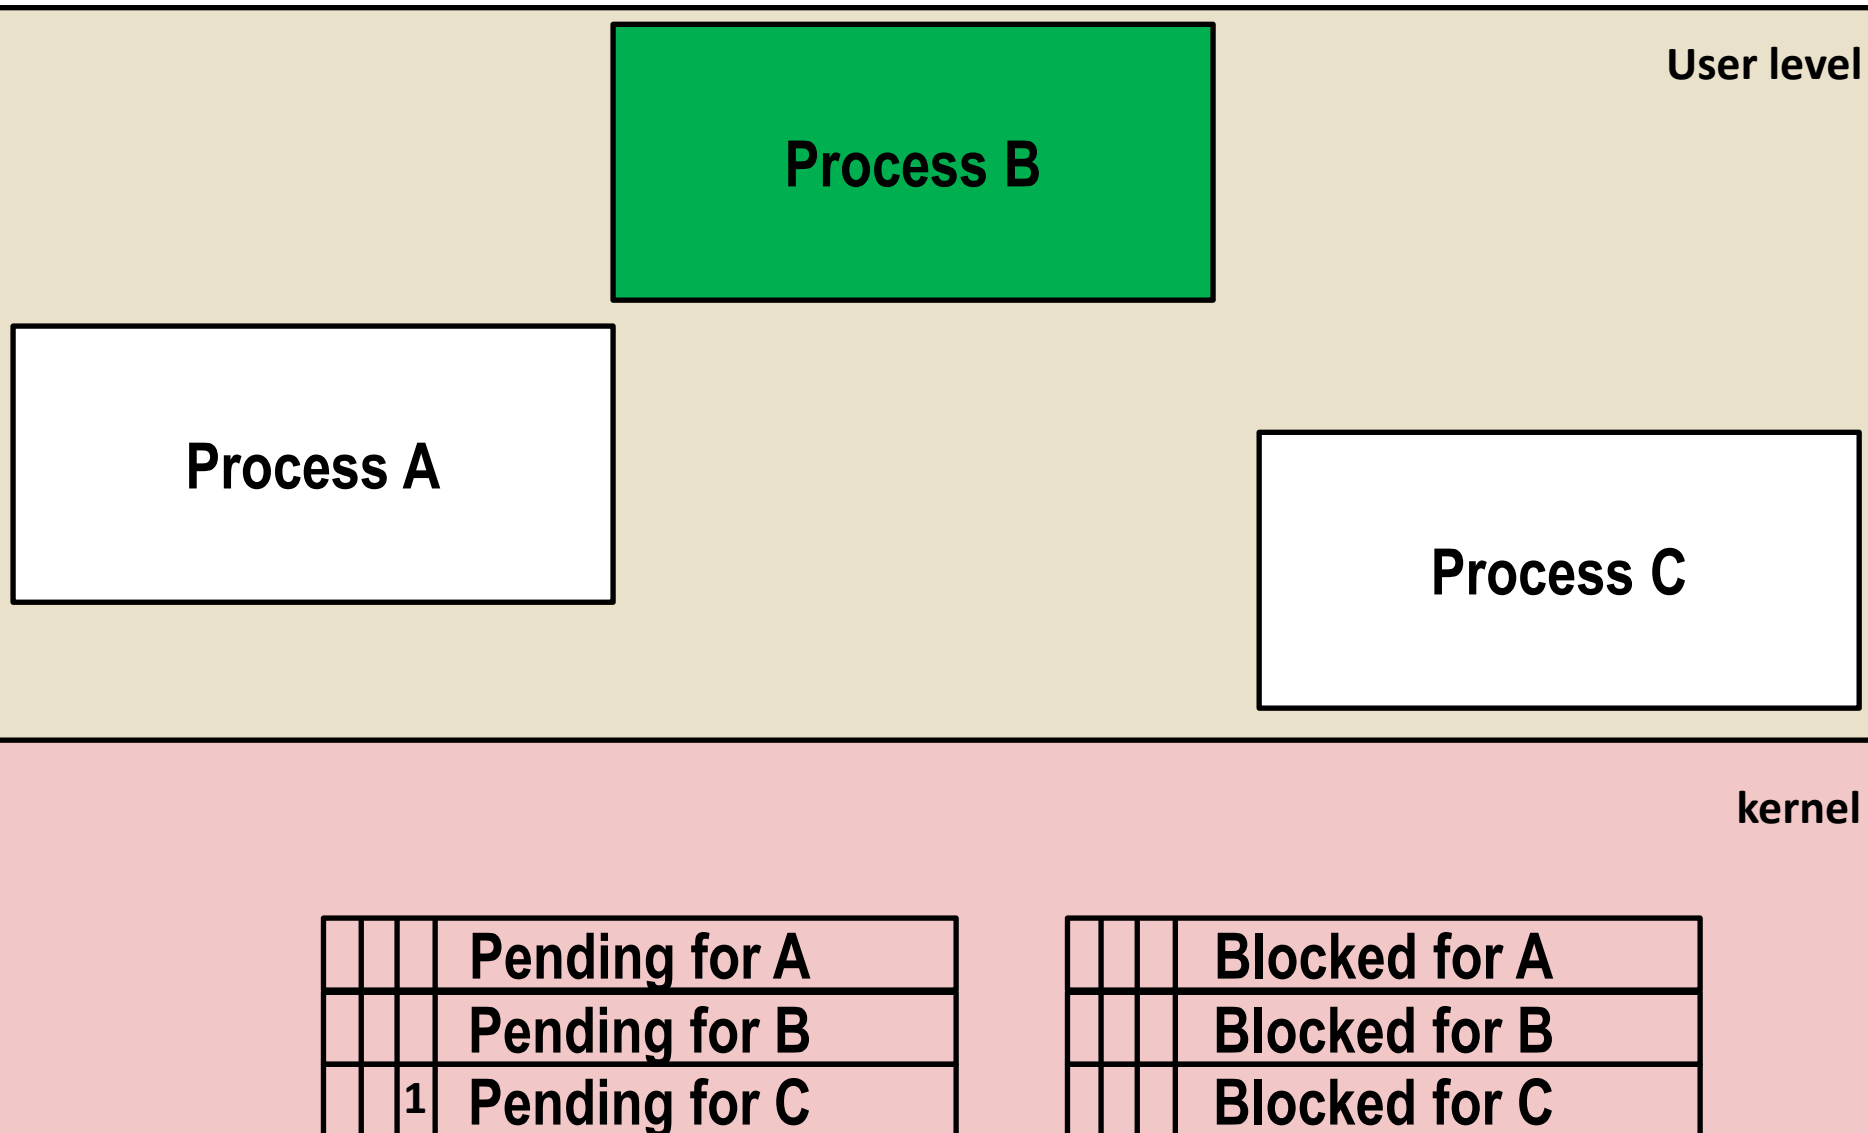 User level
Process B
Process A
Process C
kernel
Pending for A
Blocked for A
Pending for B
Blocked for B
1 Pending for C
Blocked for C